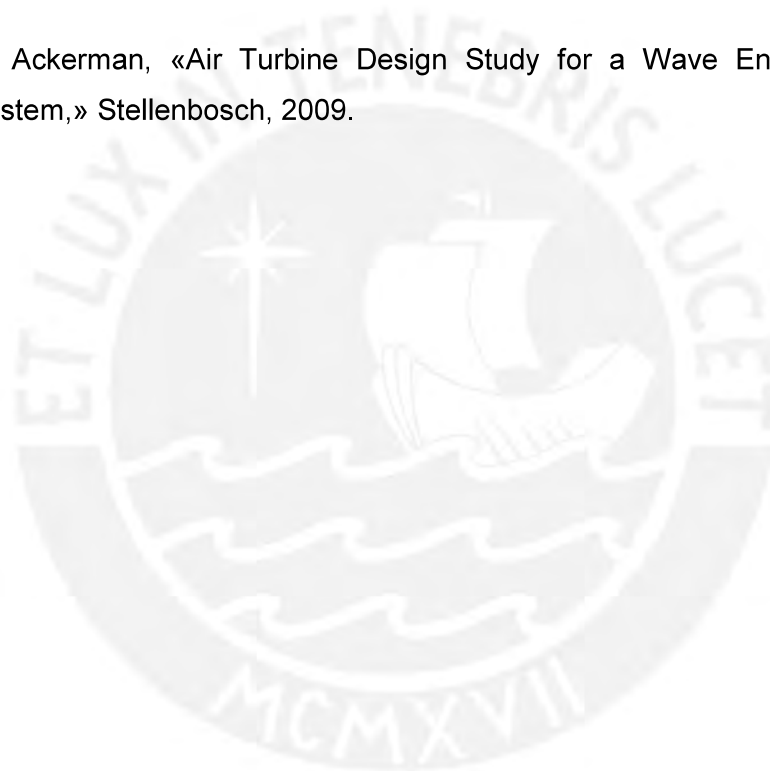 Ackerman, «Air Turbine Design Study for a Wave En
stem,» Stellenbosch, 2009.
ET LUX IN TENEBRIS LUCET
MCMXVII